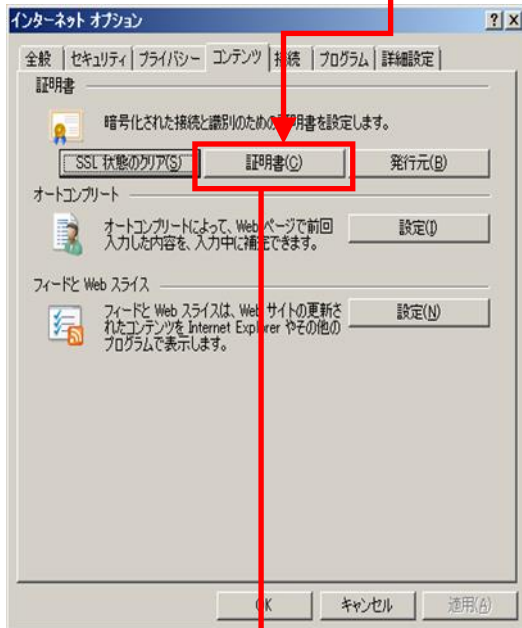 インターネット オプション
全般 セキュリティ プライバシー コンテンツ 接続 プログラム 詳細設定
証明書
暗号化された接続と識別のための証明書を設定します。
SSL 状態のクリア(S) 証明書(C) 発行元(B)
オートコンプリート
オートコンプリートによって、Web ページで前回
入力した内容を、入力中に補完できます。
設定(I)
フィードと Web スライス
フィードと Web スライスは、Web サイトの更新さ
れたコンテンツを Internet Explorer やその他の
プログラムで表示します。
設定(N)
OK キャンセル 適用(A)